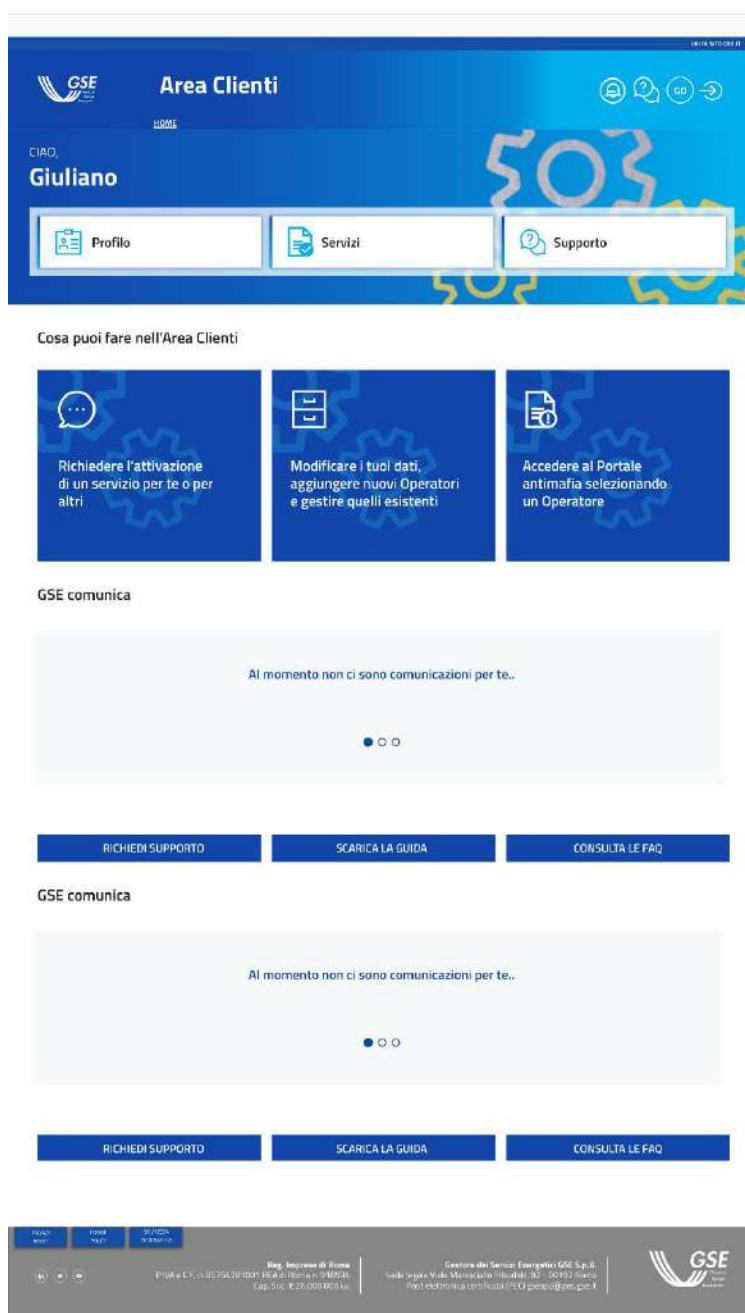 GSE
Area Clienti
HOME
CIAO,
Giuliano
Profilo
Servizi
Supporto
Cosa puoi fare nell'Area Clienti
Richiedere l'attivazione
di un servizio per te o per
altri
Modificare i tuoi dati,
aggiungere nuovi Operatori
e gestire quelli esistenti
Accedere al Portale
antimafia selezionando
un Operatore
GSE comunica
Al momento non ci sono comunicazioni per te..
RICHIEDI SUPPORTO
SCARICA LA GUIDA
CONSULTA LE FAQ
GSE comunica
Al momento non ci sono comunicazioni per te..
RICHIEDI SUPPORTO
SCARICA LA GUIDA
CONSULTA LE FAQ
Reg. Imprese di Roma
Gestore dei Servizi Energetici GSE S.p.A.
GSE